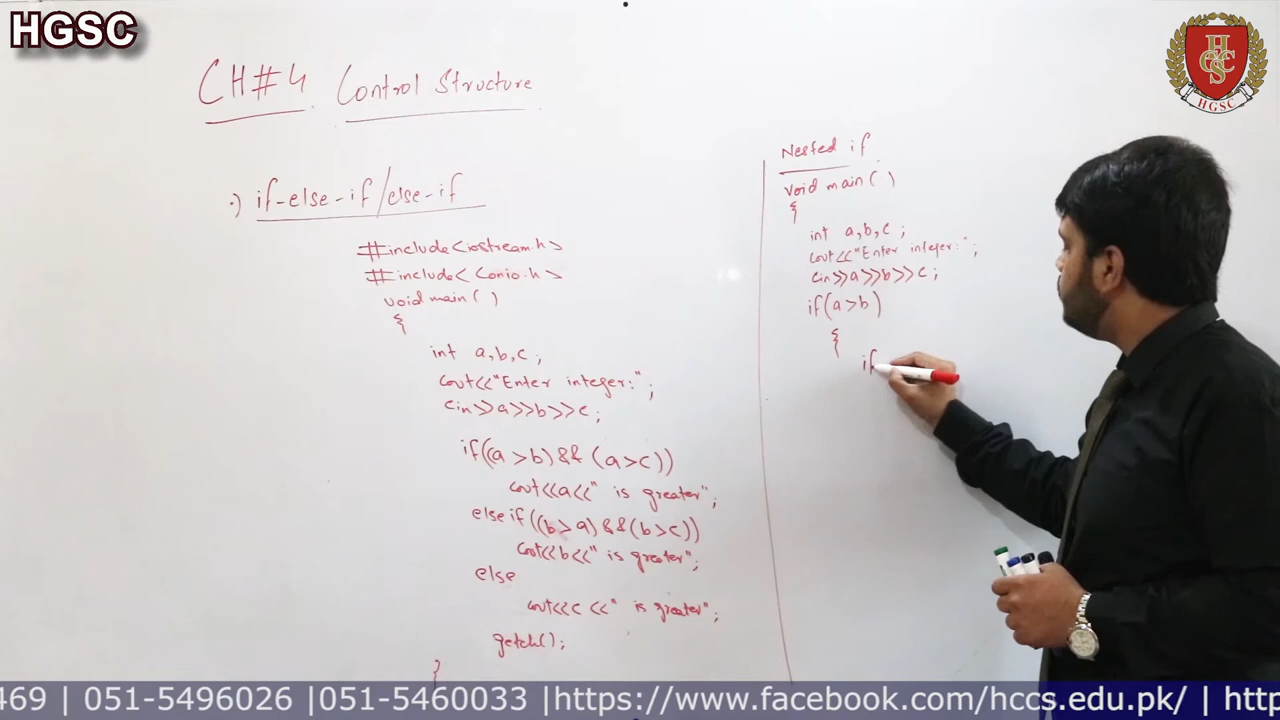 HGSC
CH#4 Control Structure
·) if-else-if/else-if
#include<iostream.h>
#include<conio.h>
void main( )
{
int a,b,c ;
cout<<"Enter integer:" ;
cin>>a>>b>>c ;
if((a>b)&&(a>c))
cout<<a<<" is greater";
else if((b>a)&&(b>c))
cout<<b<<" is greater";
else
cout<<c<<" is greater";
getch();
}
Nested if
void main( )
{
int a,b,c ;
cout<<"Enter integer:" ;
cin>>a>>b>>c ;
if(a>b)
{
if
HGSC
HGSC
469 | 051-5496026 |051-5460033 |https://www.facebook.com/hccs.edu.pk/ | http